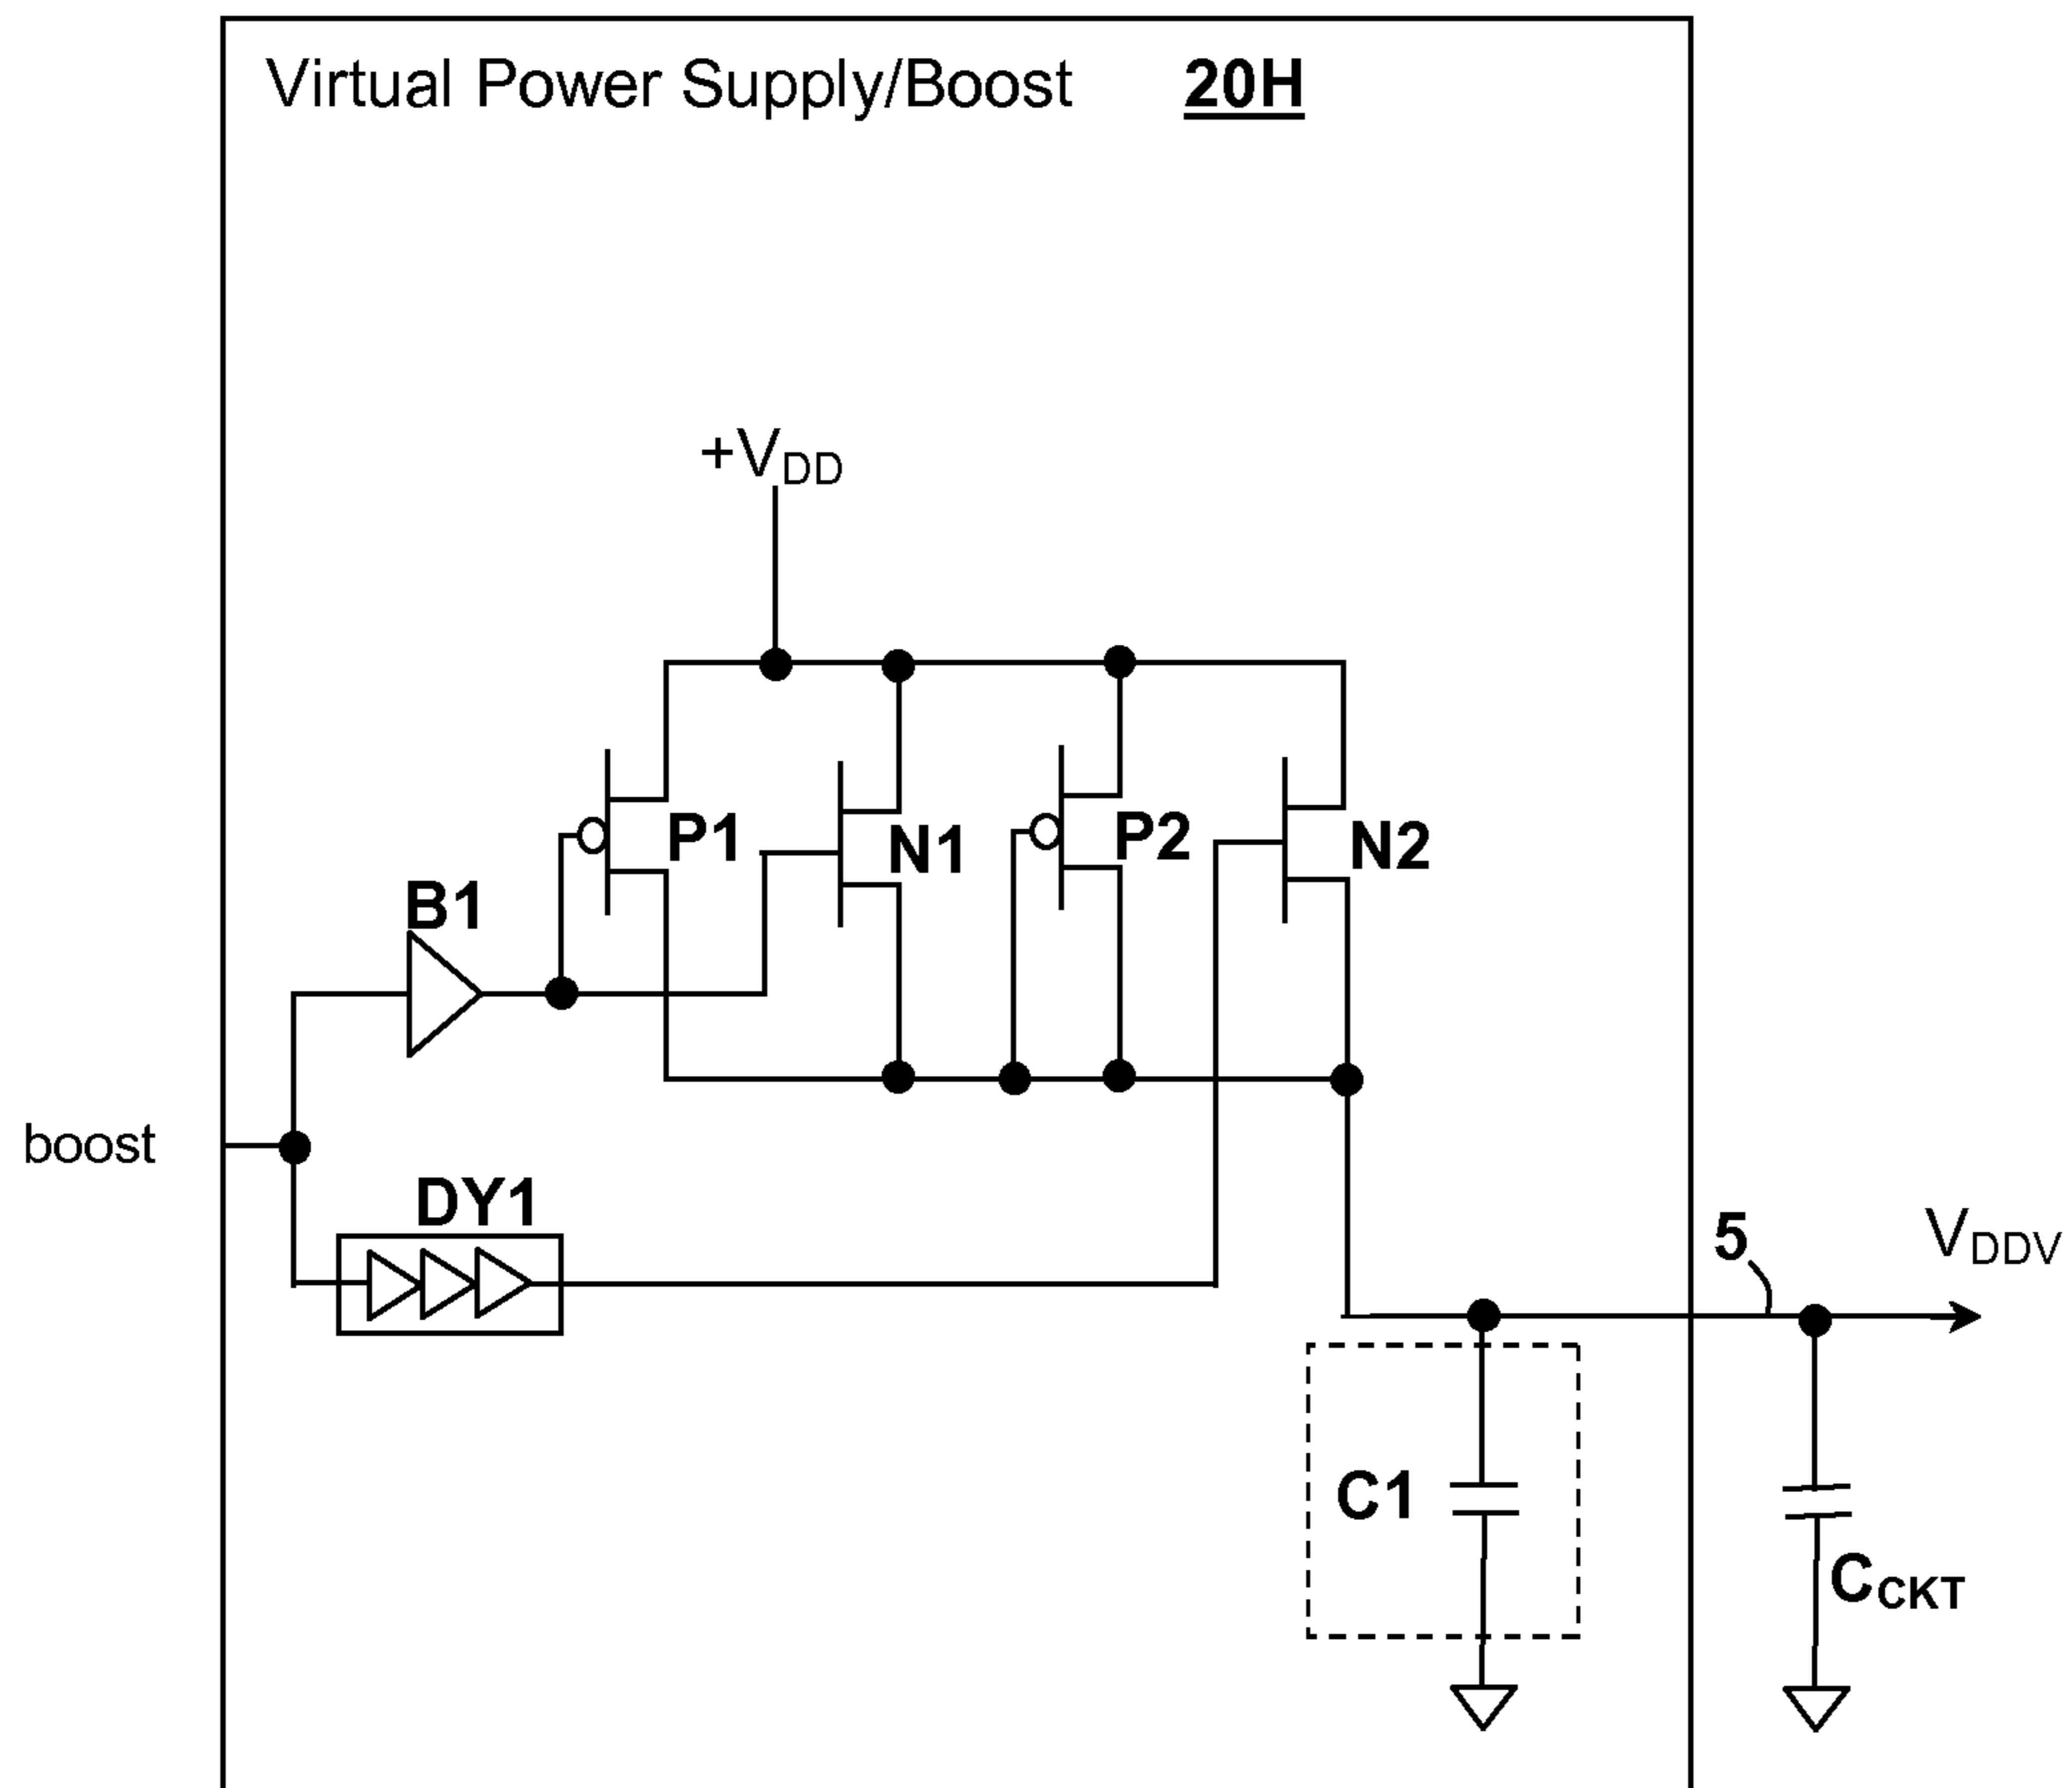 Virtual Power Supply/Boost 20H
+VDD
P1
N1
P2
N2
B1
boost
DY1
5
VDDV
C1
CCKT